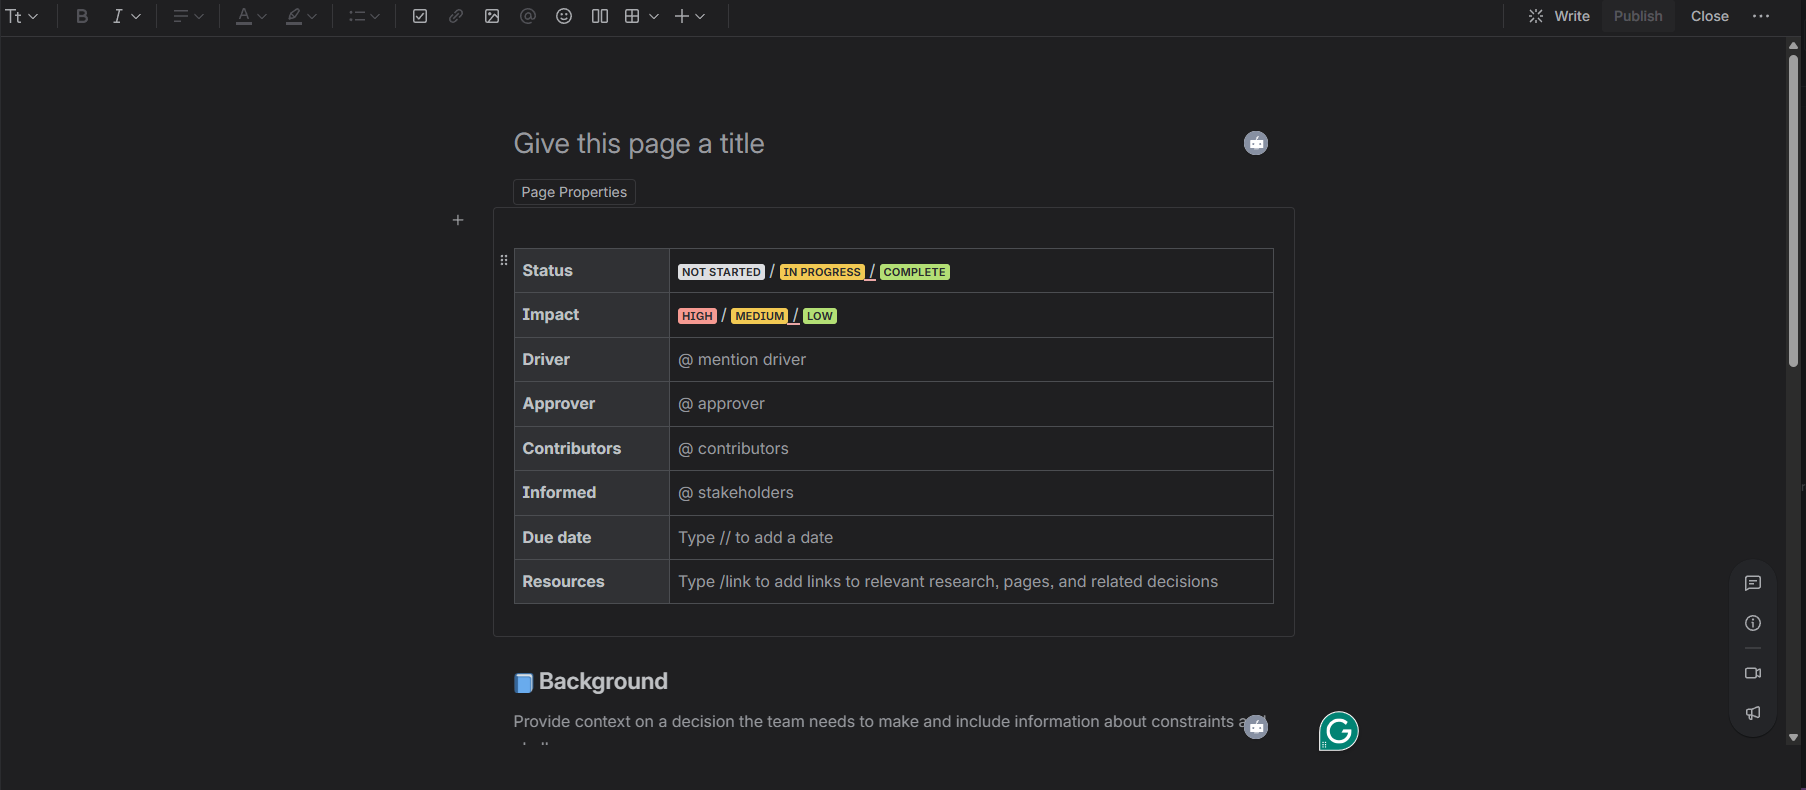 Tt B I A Write Publish Close
Give this page a title
Page Properties
Status NOT STARTED / IN PROGRESS / COMPLETE
Impact HIGH / MEDIUM / LOW
Driver @ mention driver
Approver @ approver
Contributors @ contributors
Informed @ stakeholders
Due date Type // to add a date
Resources Type /link to add links to relevant research, pages, and related decisions
Background
Provide context on a decision the team needs to make and include information about constraints